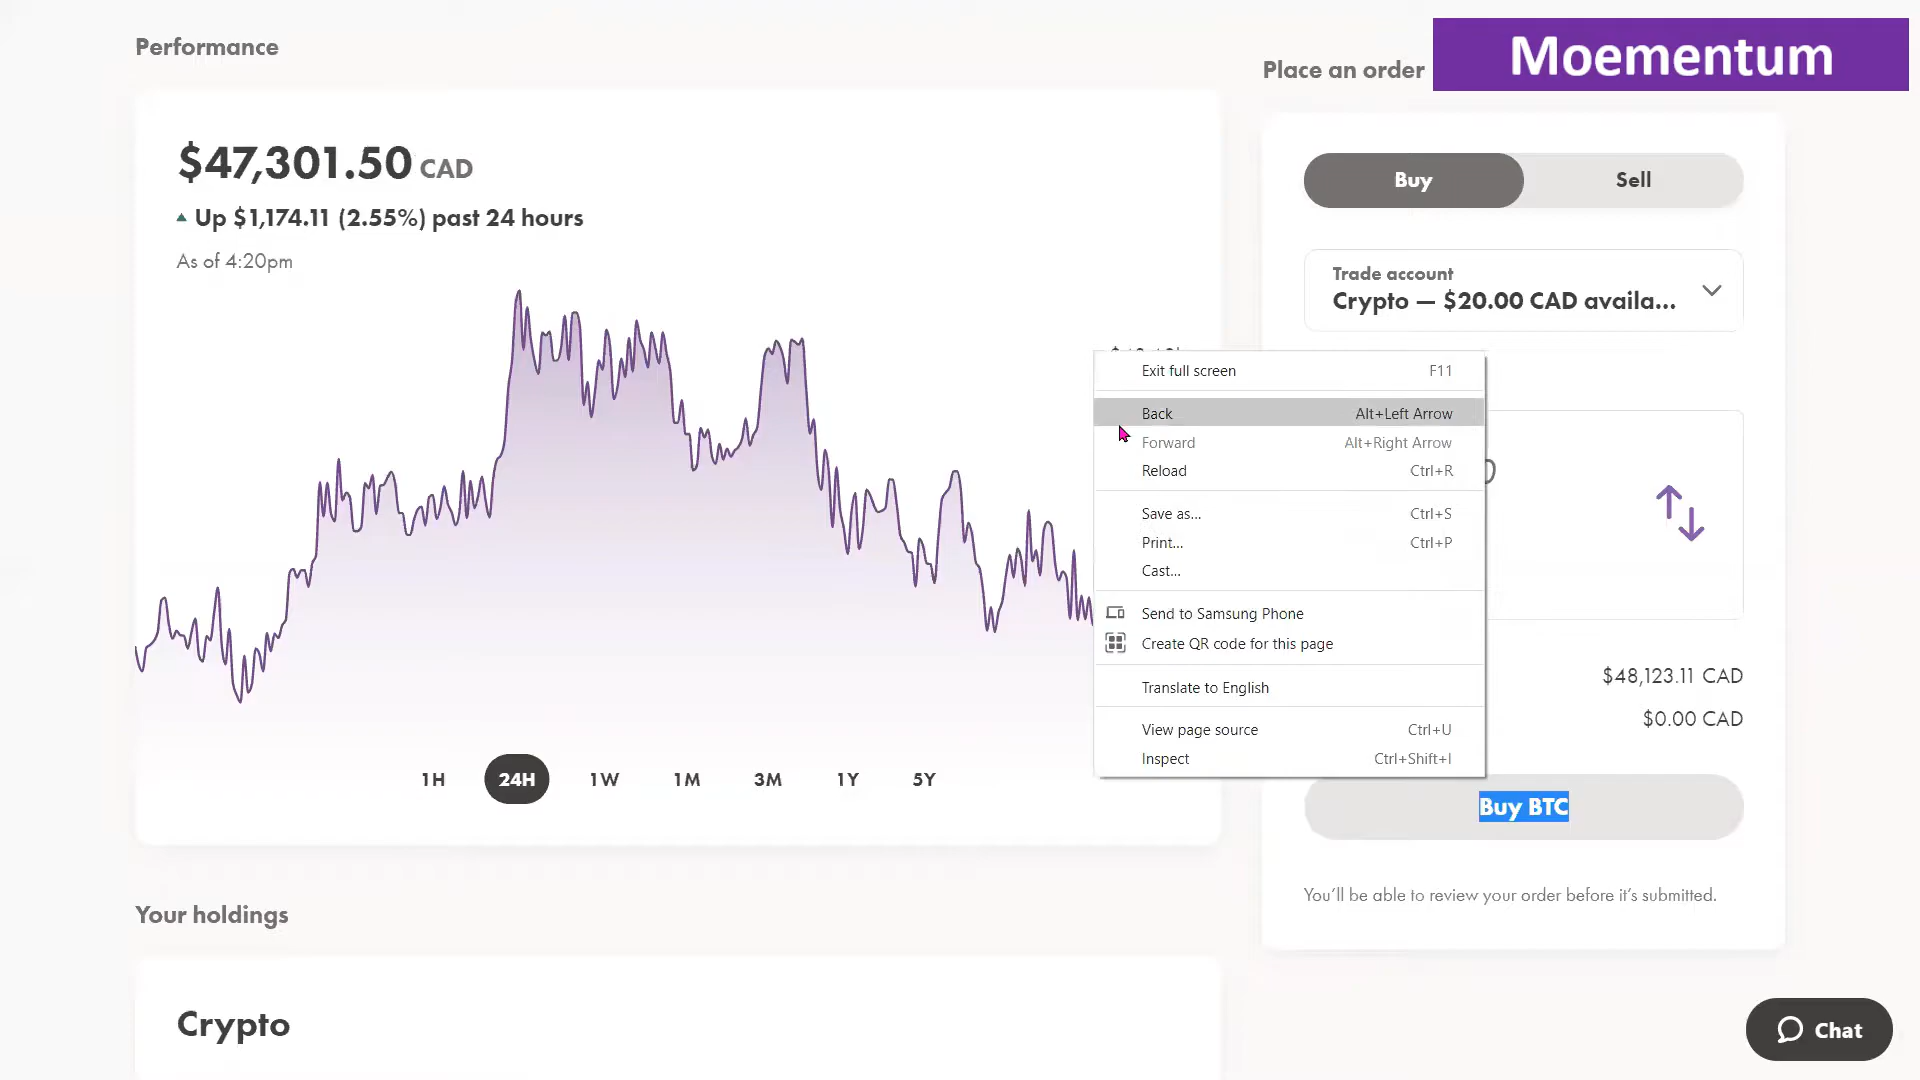 Performance
Moementum
Place an order
$47,301.50 CAD
Up $1,174.11 (2.55%) past 24 hours
As of 4:20pm
Buy
Sell
Trade account
Crypto — $20.00 CAD availa...
Exit full screen F11
Back Alt+Left Arrow
Forward Alt+Right Arrow
Reload Ctrl+R
Save as... Ctrl+S
Print... Ctrl+P
Cast...
Send to Samsung Phone
Create QR code for this page
Translate to English
View page source Ctrl+U
Inspect Ctrl+Shift+I
$48,123.11 CAD
$0.00 CAD
1H 24H 1W 1M 3M 1Y 5Y
Buy BTC
You’ll be able to review your order before it’s submitted.
Your holdings
Crypto
Chat